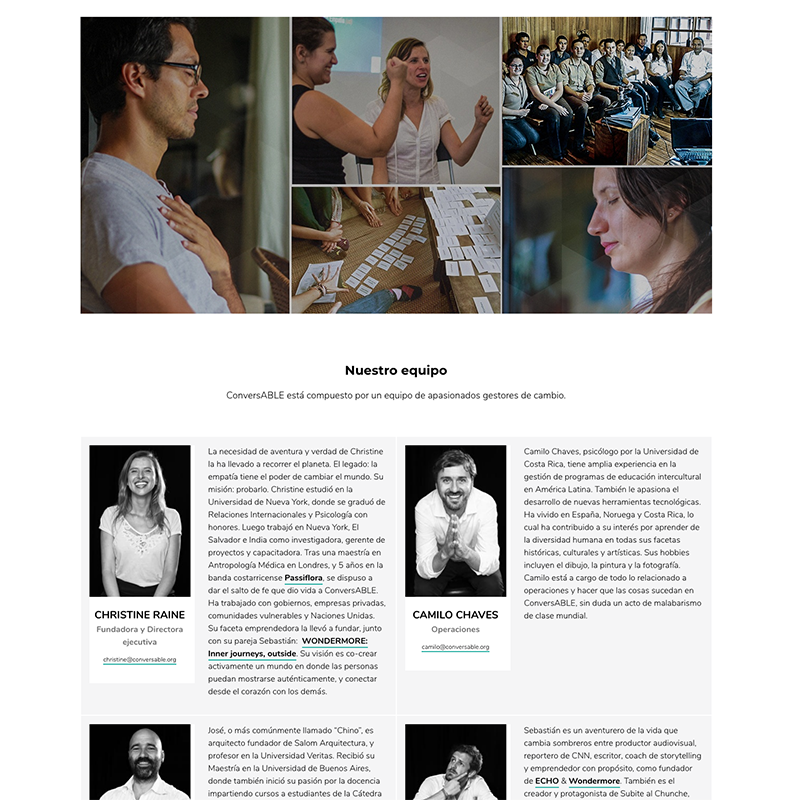 Nuestro equipo
ConversABLE está compuesto por un equipo de apasionados gestores de cambio.
CHRISTINE RAINE
Fundadora y Directora
ejecutiva
christine@conversable.org
La necesidad de aventura y verdad de Christine
la ha llevado a recorrer el planeta. El legado: la
empatía tiene el poder de cambiar el mundo. Su
misión: probarlo. Christine estudió en la
Universidad de Nueva York, donde se graduó de
Relaciones Internacionales y Psicología con
honores. Luego trabajó en Nueva York, El
Salvador e India como investigadora, gerente de
proyectos y capacitadora. Tras una maestría en
Antropología Médica en Londres, y 5 años en la
banda costarricense Passiflora, se dispuso a
dar el salto de fe que dio vida a ConversABLE.
Ha trabajado con gobiernos, empresas privadas,
comunidades vulnerables y Naciones Unidas.
Su faceta emprendedora la llevó a fundar, junto
con su pareja Sebastián: WONDERMORE:
Inner journeys, outside. Su visión es co-crear
activamente un mundo en donde las personas
puedan mostrarse auténticamente, y conectar
desde el corazón con los demás.
CAMILO CHAVES
Operaciones
camilo@conversable.org
Camilo Chaves, psicólogo por la Universidad de
Costa Rica, tiene amplia experiencia en la
gestión de programas de educación intercultural
en América Latina. También le apasiona el
desarrollo de nuevas herramientas tecnológicas.
Ha vivido en España, Noruega y Costa Rica, lo
cual ha contribuido a su interés por aprender de
la diversidad humana en todas sus facetas
históricas, culturales y artísticas. Sus hobbies
incluyen el dibujo, la pintura y la fotografía.
Camilo está a cargo de todo lo relacionado a
operaciones y hacer que las cosas sucedan en
ConversABLE, sin duda un acto de malabarismo
de clase mundial.
José, o más comúnmente llamado “Chino”, es
arquitecto fundador de Salom Arquitectura, y
profesor en la Universidad Veritas. Recibió su
Maestría en la Universidad de Buenos Aires,
donde también inició su pasión por la docencia
impartiendo cursos a estudiantes de la Cátedra
Sebastián es un aventurero de la vida que
cambia sombreros entre productor audiovisual,
reportero de CNN, escritor, coach de storytelling
y emprendedor con propósito, como fundador
de ECHO & Wondermore. También es el
creador y protagonista de Subite al Chunche,